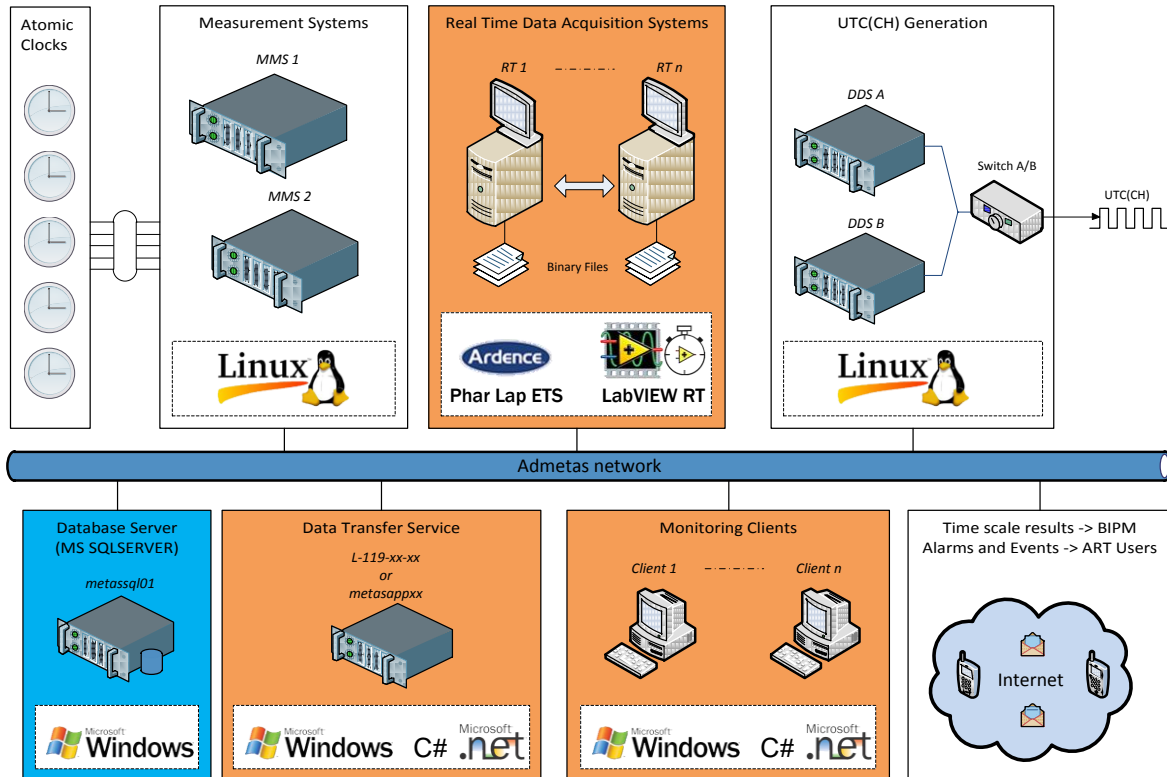 Atomic
Clocks
Measurement Systems
MMS 1
MMS 2
Linux
Real Time Data Acquisition Systems
RT 1
RT n
Binary Files
Ardence
Phar Lap ETS
LabVIEW RT
UTC(CH) Generation
DDS A
DDS B
Switch A/B
UTC(CH)
Linux
Admetas network
Database Server
(MS SQLSERVER)
metassql01
Microsoft
Windows
Data Transfer Service
L-119-xx-xx
or
metasappxx
Microsoft
Windows
C#
Microsoft
.net
Monitoring Clients
Client 1
Client n
Microsoft
Windows
C#
Microsoft
.net
Time scale results -> BIPM
Alarms and Events -> ART Users
Internet